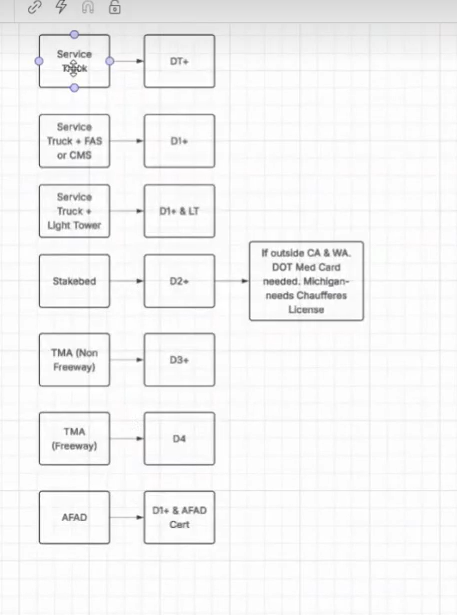 Service
Truck
DT+
Service
Truck + FAS
or CMS
D1+
Service
Truck +
Light Tower
D1+ & LT
Stakebed
D2+
If outside CA & WA.
DOT Med Card
needed. Michigan-
needs Chaufferes
License
TMA (Non
Freeway)
D3+
TMA
(Freeway)
D4
AFAD
D1+ & AFAD
Cert